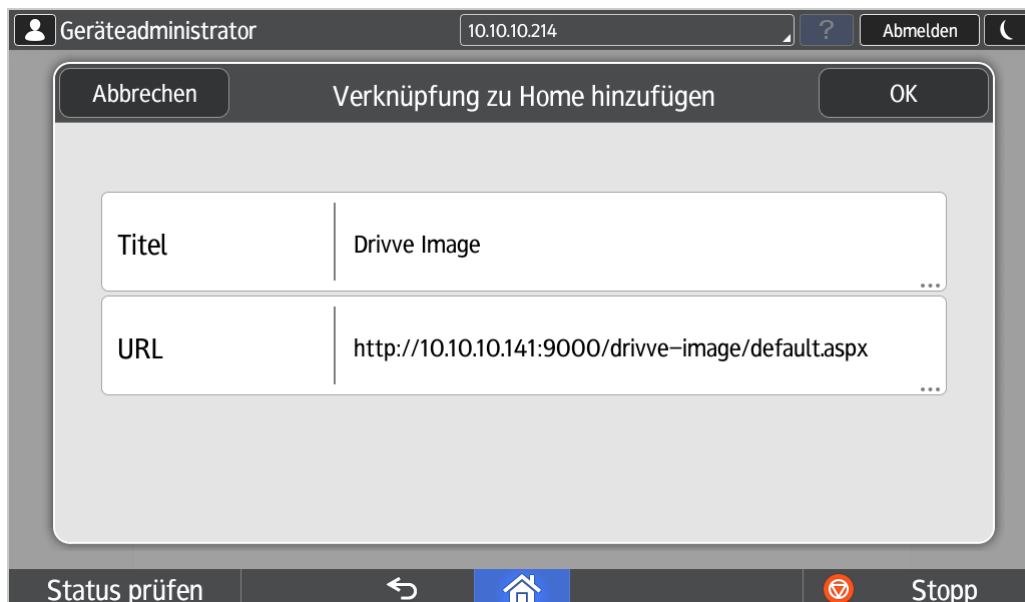 Geräteadministrator 10.10.10.214 ? Abmelden
Abbrechen Verknüpfung zu Home hinzufügen OK
Titel Drivve Image
...
URL http://10.10.10.141:9000/drivve-image/default.aspx
...
Status prüfen Stopp